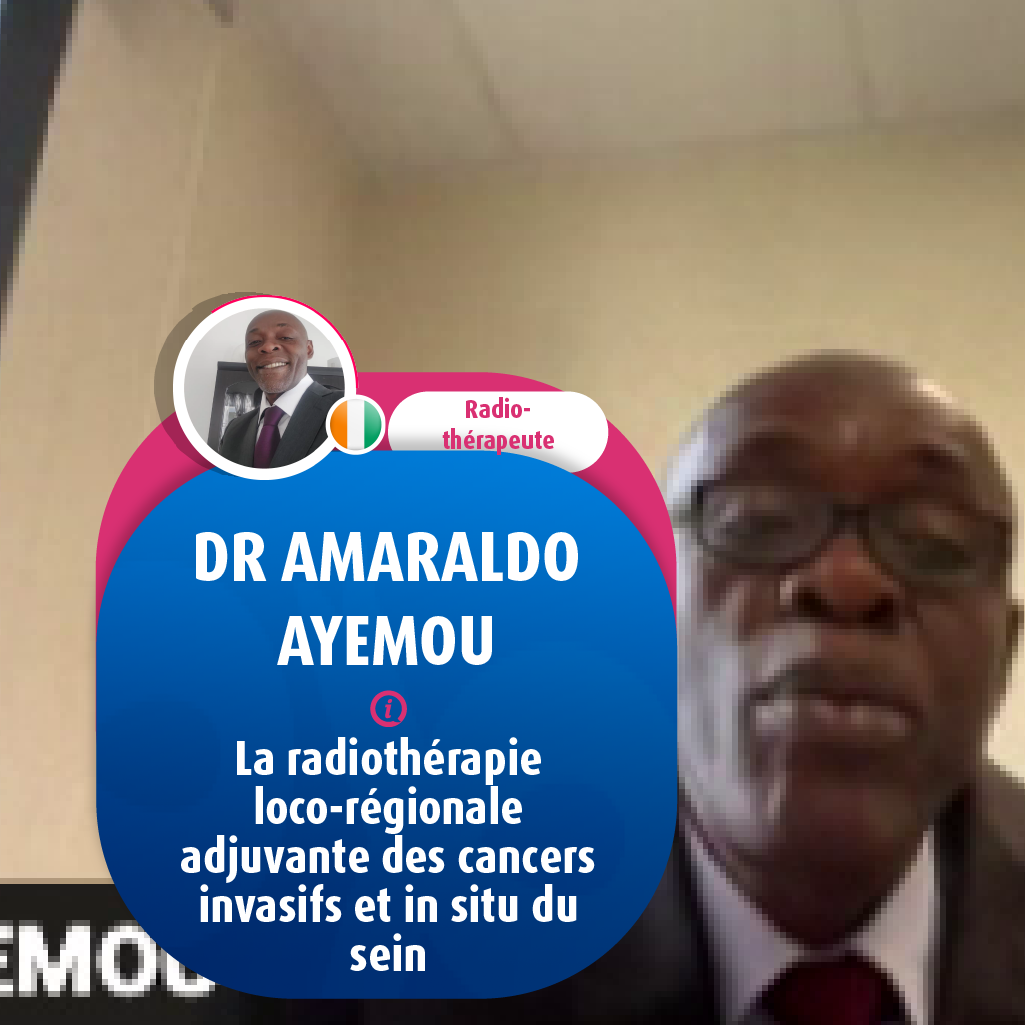 Radio-
thérapeute
DR AMARALDO
AYEMOU
i
La radiothérapie
loco-régionale
adjuvante des cancers
invasifs et in situ du
sein
EMOU